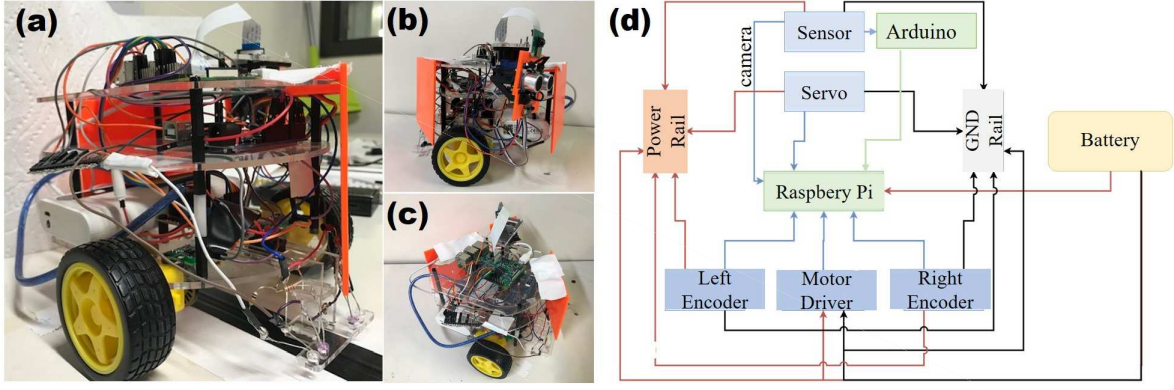 (a)
(b)
(c)
(d)
Sensor
Arduino
camera
Servo
Power
Rail
GND
Rail
Battery
Raspbery Pi
Left
Encoder
Motor
Driver
Right
Encoder